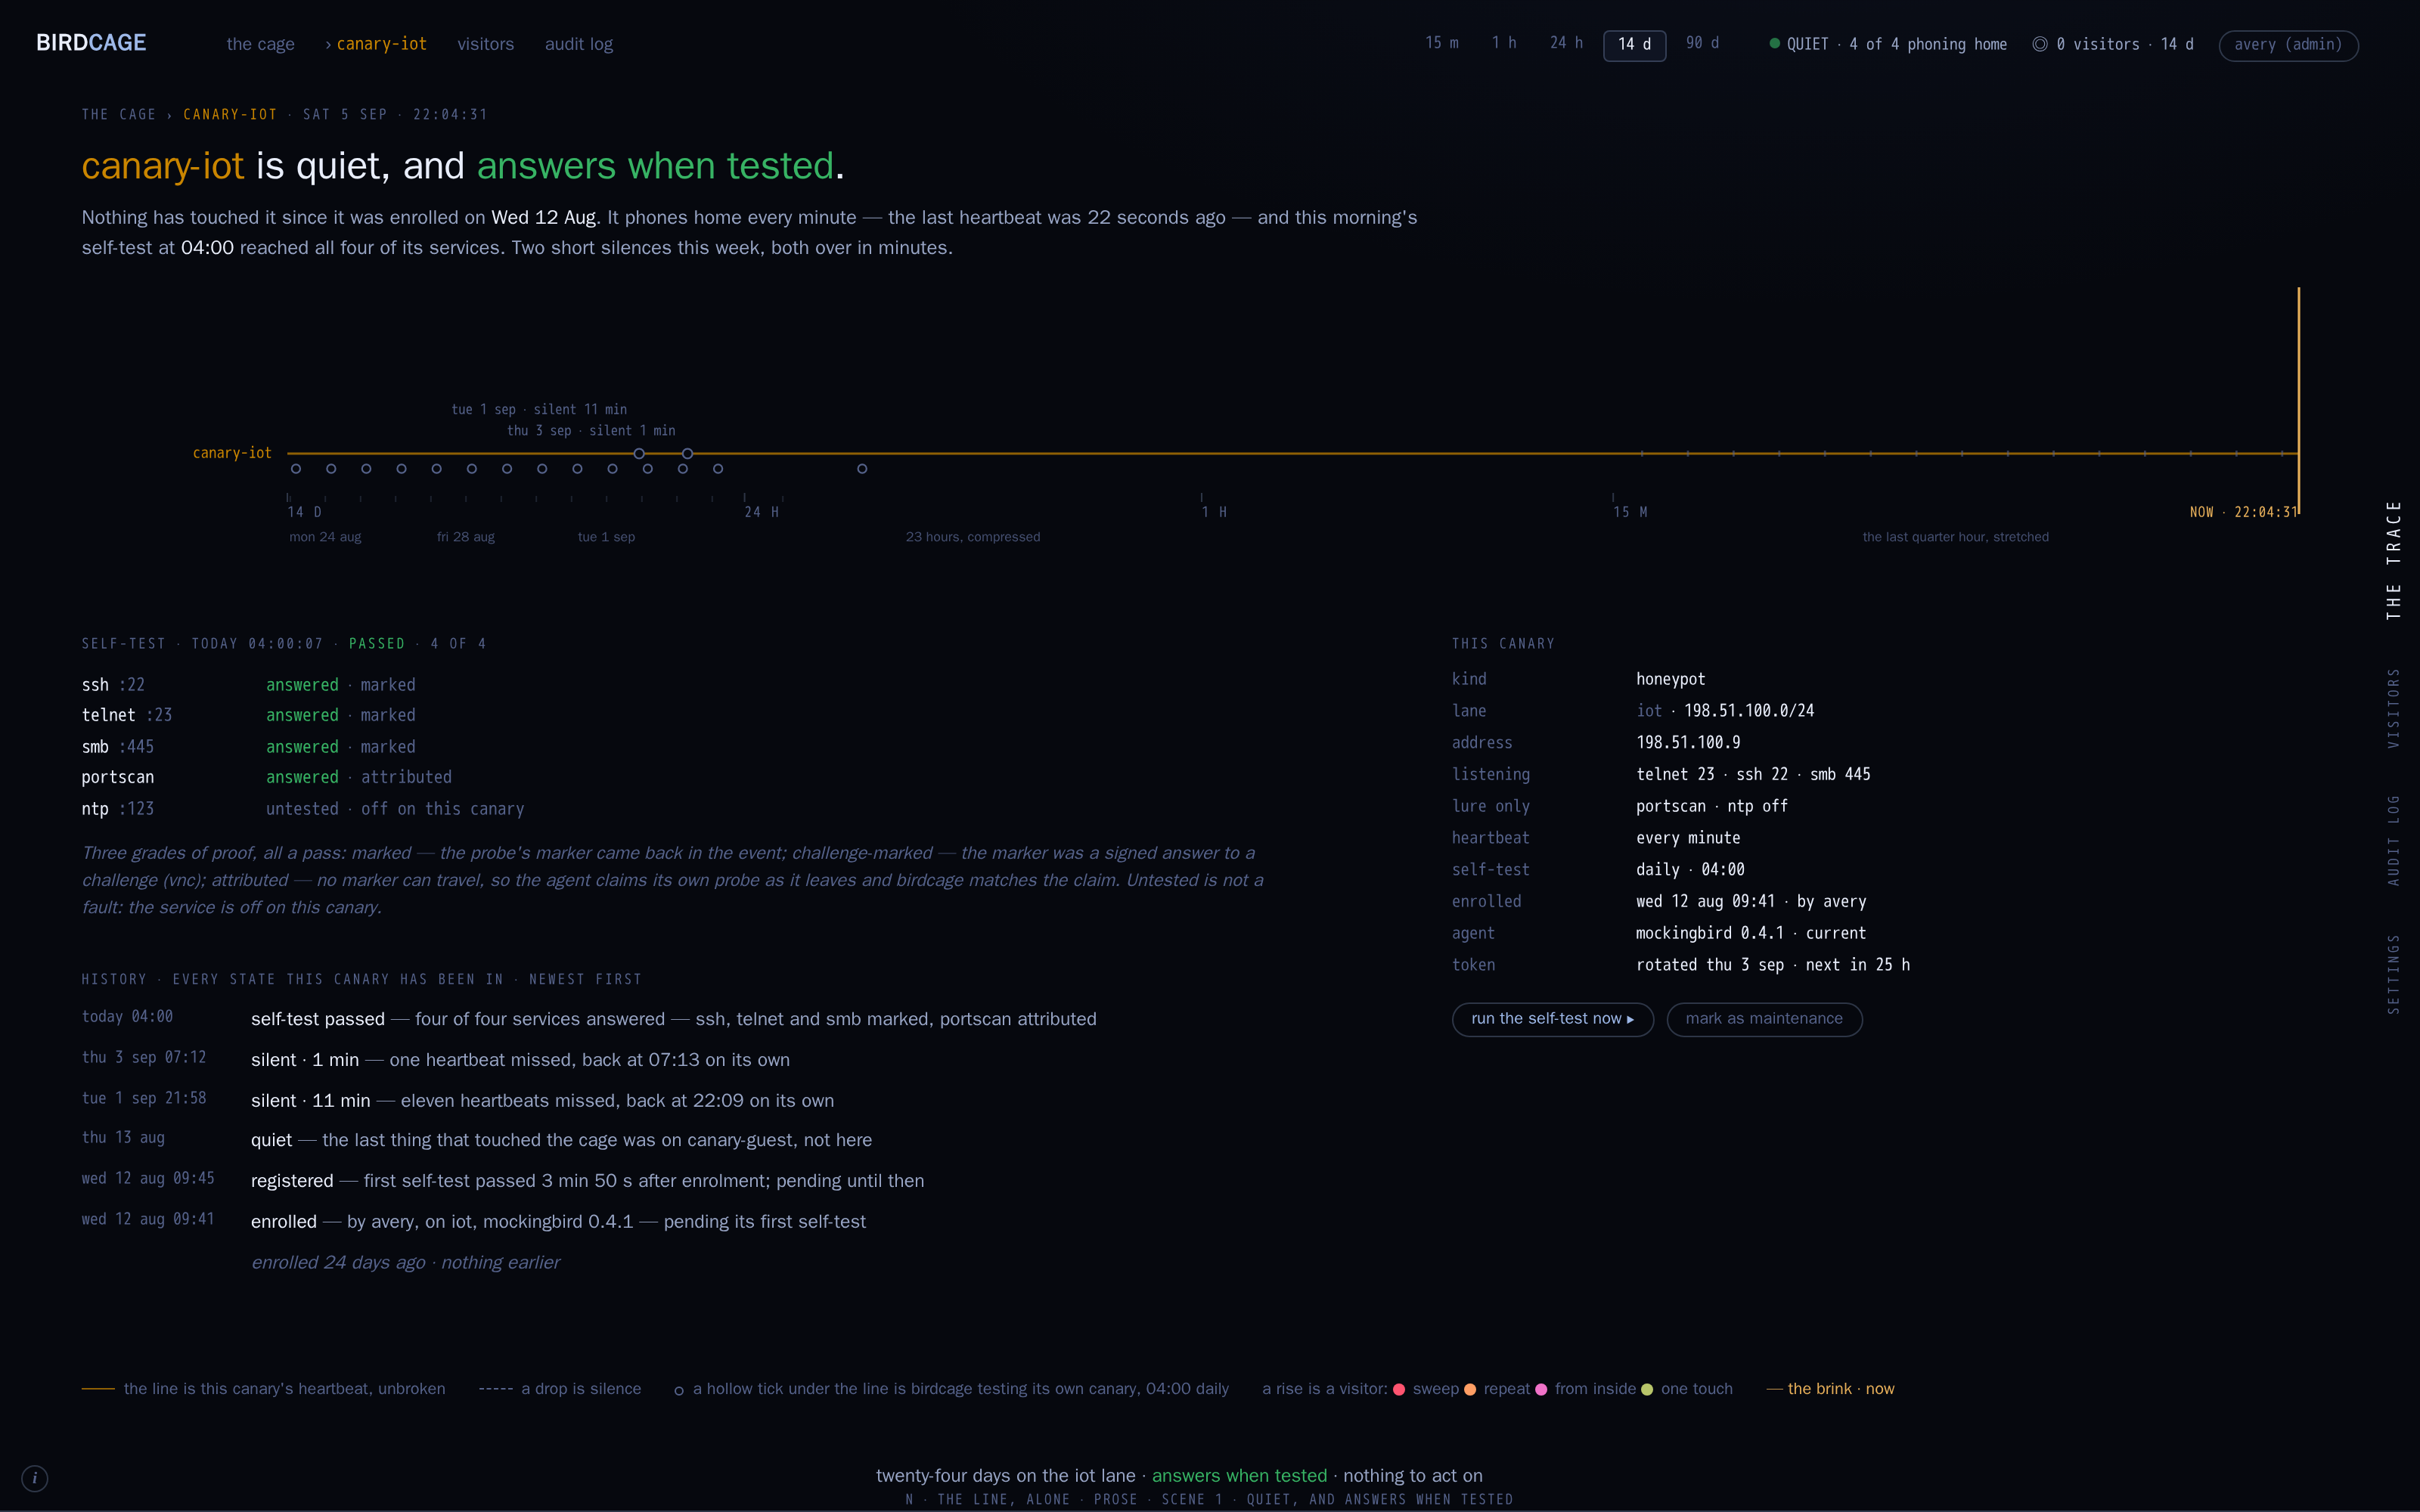 BIRDCAGE the cage › canary-iot visitors audit log 15 m 1 h 24 h 14 d 90 d QUIET · 4 of 4 phoning home 0 visitors · 14 d avery (admin)
THE CAGE › CANARY-IOT · SAT 5 SEP · 22:04:31
canary-iot is quiet, and answers when tested.
Nothing has touched it since it was enrolled on Wed 12 Aug. It phones home every minute — the last heartbeat was 22 seconds ago — and this morning's
self-test at 04:00 reached all four of its services. Two short silences this week, both over in minutes.
tue 1 sep · silent 11 min
thu 3 sep · silent 1 min
canary-iot
14 D 24 H 1 H 15 M NOW · 22:04:31
mon 24 aug fri 28 aug tue 1 sep 23 hours, compressed the last quarter hour, stretched
THE TRACE
VISITORS
AUDIT LOG
SETTINGS
SELF-TEST · TODAY 04:00:07 · PASSED · 4 OF 4
ssh :22 answered · marked
telnet :23 answered · marked
smb :445 answered · marked
portscan answered · attributed
ntp :123 untested · off on this canary
Three grades of proof, all a pass: marked — the probe's marker came back in the event; challenge-marked — the marker was a signed answer to a
challenge (vnc); attributed — no marker can travel, so the agent claims its own probe as it leaves and birdcage matches the claim. Untested is not a
fault: the service is off on this canary.
HISTORY · EVERY STATE THIS CANARY HAS BEEN IN · NEWEST FIRST
today 04:00 self-test passed — four of four services answered — ssh, telnet and smb marked, portscan attributed
thu 3 sep 07:12 silent · 1 min — one heartbeat missed, back at 07:13 on its own
tue 1 sep 21:58 silent · 11 min — eleven heartbeats missed, back at 22:09 on its own
thu 13 aug quiet — the last thing that touched the cage was on canary-guest, not here
wed 12 aug 09:45 registered — first self-test passed 3 min 50 s after enrolment; pending until then
wed 12 aug 09:41 enrolled — by avery, on iot, mockingbird 0.4.1 — pending its first self-test
enrolled 24 days ago · nothing earlier
THIS CANARY
kind honeypot
lane iot · 198.51.100.0/24
address 198.51.100.9
listening telnet 23 · ssh 22 · smb 445
lure only portscan · ntp off
heartbeat every minute
self-test daily · 04:00
enrolled wed 12 aug 09:41 · by avery
agent mockingbird 0.4.1 · current
token rotated thu 3 sep · next in 25 h
run the self-test now ▸ mark as maintenance
the line is this canary's heartbeat, unbroken a drop is silence a hollow tick under the line is birdcage testing its own canary, 04:00 daily a rise is a visitor: sweep repeat from inside one touch — the brink · now
i
twenty-four days on the iot lane · answers when tested · nothing to act on
N · THE LINE, ALONE · PROSE · SCENE 1 · QUIET, AND ANSWERS WHEN TESTED